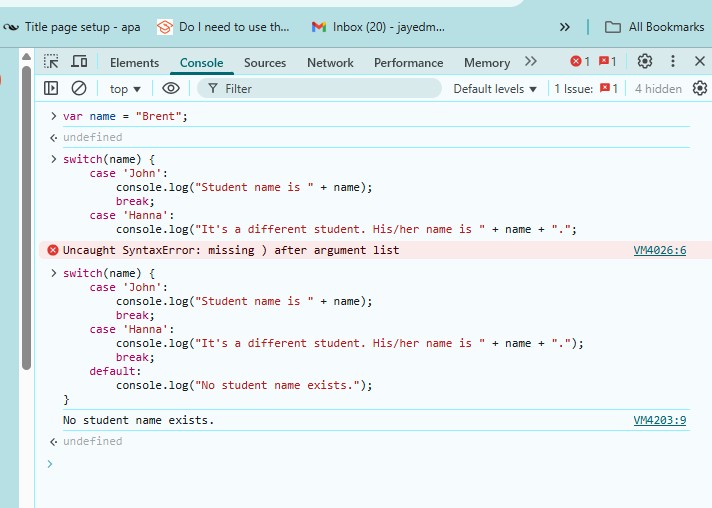 Title page setup - apa
Do I need to use th...
Inbox (20) - jayedm...
»
All Bookmarks
Elements
Console
Sources
Network
Performance
Memory
»
1
1
top
Filter
Default levels
1 Issue:
1
4 hidden
> var name = "Brent";
undefined
> switch(name) {
    case 'John':
        console.log("Student name is " + name);
        break;
    case 'Hanna':
        console.log("It's a different student. His/her name is " + name + ".";
Uncaught SyntaxError: missing ) after argument list VM4026:6
> switch(name) {
    case 'John':
        console.log("Student name is " + name);
        break;
    case 'Hanna':
        console.log("It's a different student. His/her name is " + name + ".");
        break;
    default:
        console.log("No student name exists.");
}
No student name exists. VM4203:9
undefined
>